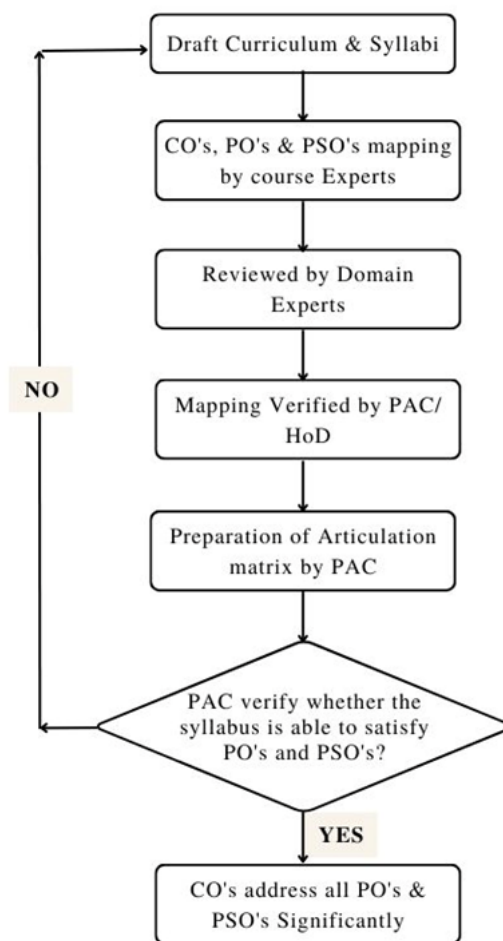 Draft Curriculum & Syllabi
CO's, PO's & PSO's mapping
by course Experts
Reviewed by Domain
Experts
NO
Mapping Verified by PAC/
HoD
Preparation of Articulation
matrix by PAC
PAC verify whether the
syllabus is able to satisfy
PO's and PSO's?
YES
CO's address all PO's &
PSO's Significantly